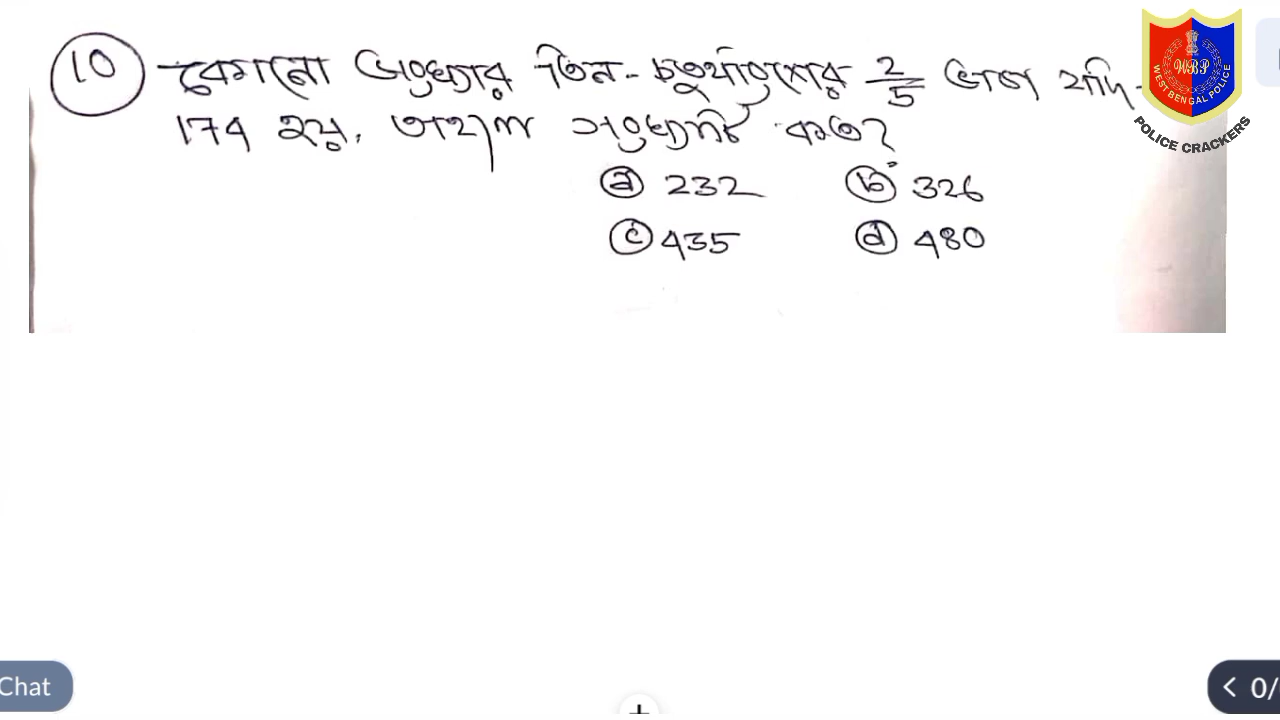 10 কোনো ভগ্নাংশের তিন-চতুর্থাংশের 2/5 ভাগ যদি-
174 হয়, তাহলে সংখ্যাটি কত?
a 232 b 326
c 435 d 480
WBP
WEST BENGAL POLICE
POLICE CRACKERS
Chat
< 0/
+